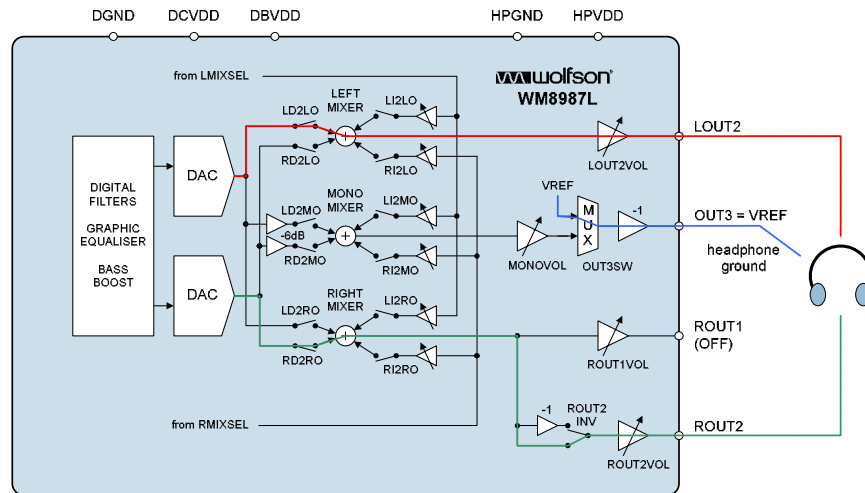 DGND
DCVDD
DBVDD
HPGND
HPVDD
from LMIXSEL
wolfson®
WM8987L
LEFT
MIXER
LD2LO
LI2LO
RD2LO
RI2LO
LOUT2VOL
LOUT2
DAC
DIGITAL
FILTERS
GRAPHIC
EQUALISER
BASS
BOOST
MONO
MIXER
LD2MO
LI2MO
-6dB
RD2MO
RI2MO
VREF
MUX
-1
MONOVOL
OUT3SW
OUT3 = VREF
headphone
ground
DAC
RIGHT
MIXER
LD2RO
LI2RO
RD2RO
RI2RO
ROUT1VOL
ROUT1
(OFF)
from RMIXSEL
-1
ROUT2
INV
ROUT2VOL
ROUT2